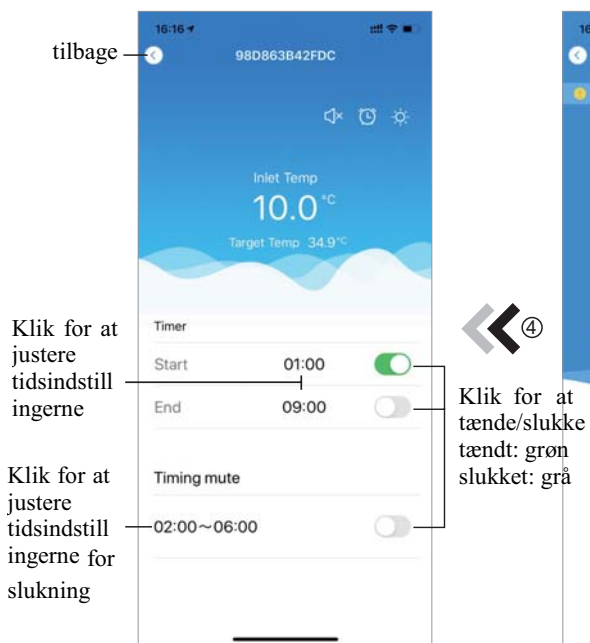 16:16
tilbage
98D863B42FDC
Inlet Temp
10.0°C
Target Temp 34.9°C
Timer
Start 01:00
End 09:00
Klik for at
justere
tidsindstill
ingerne
④
Klik for at
tænde/slukke
tændt: grøn
slukket: grå
Timing mute
02:00～06:00
Klik for at
justere
tidsindstill
ingerne for
slukning
16